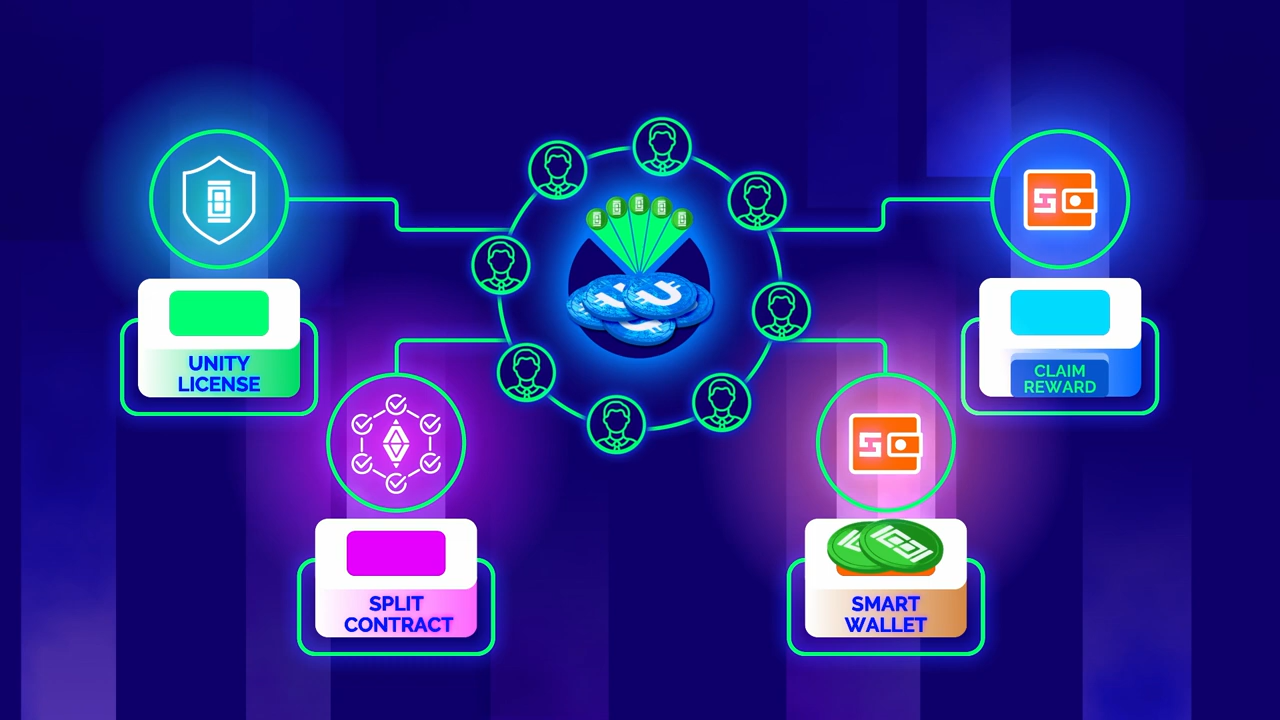 UNITY
LICENSE
CLAIM
REWARD
SPLIT
CONTRACT
SMART
WALLET